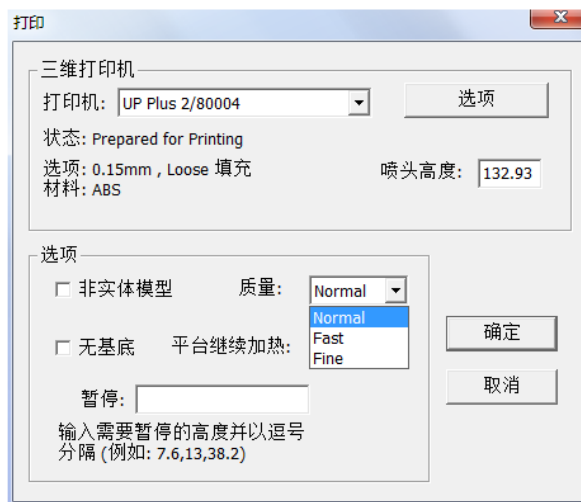 打印
三维打印机
打印机: UP Plus 2/80004
选项
状态: Prepared for Printing
选项: 0.15mm , Loose 填充
喷头高度: 132.93
材料: ABS
选项
非实体模型
质量: Normal
Normal
Fast
Fine
无基底
平台继续加热:
确定
取消
暂停:
输入需要暂停的高度并以逗号
分隔 (例如: 7.6,13,38.2)